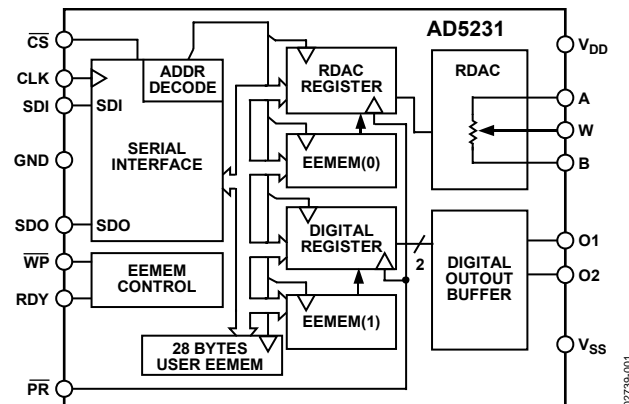 AD5231
CS
CLK
SDI
GND
SDO
WP
RDY
PR
ADDR
DECODE
SDI
SERIAL
INTERFACE
SDO
EEMEM
CONTROL
28 BYTES
USER EEMEM
RDAC
REGISTER
EEMEM(0)
DIGITAL
REGISTER
EEMEM(1)
2
RDAC
DIGITAL
OUTOUT
BUFFER
VDD
A
W
B
O1
O2
VSS
02739-001